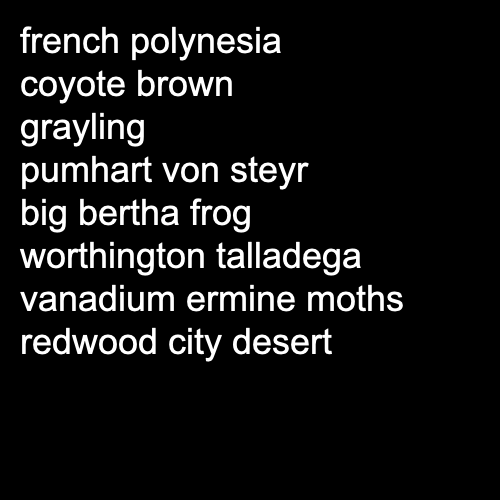 french polynesia
coyote brown
grayling
pumhart von steyr
big bertha frog
worthington talladega
vanadium ermine moths
redwood city desert